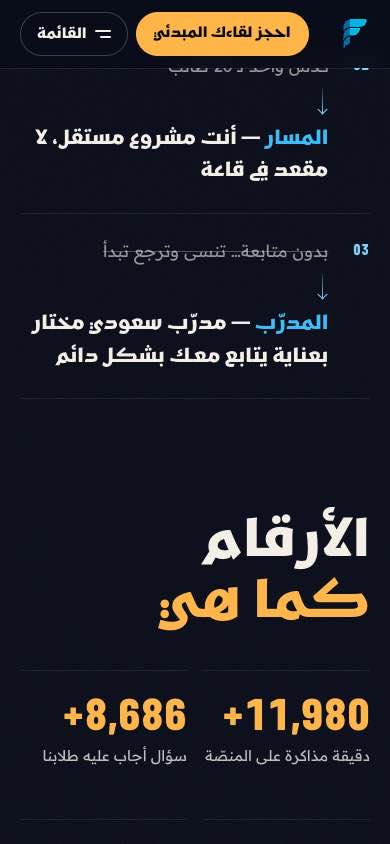 احجز لقاءك المبدئي
القائمة
المسار — أنت مشروع مستقل، لا
مقعد في قاعة
03
بدون متابعة… تنسى وترجع تبدأ
المدرّب — مدرّب سعودي مختار
بعناية يتابع معك بشكل دائم
الأرقام
كما هي
11,980+
دقيقة مذاكرة على المنصّة
8,686+
سؤال أجاب عليه طلابنا